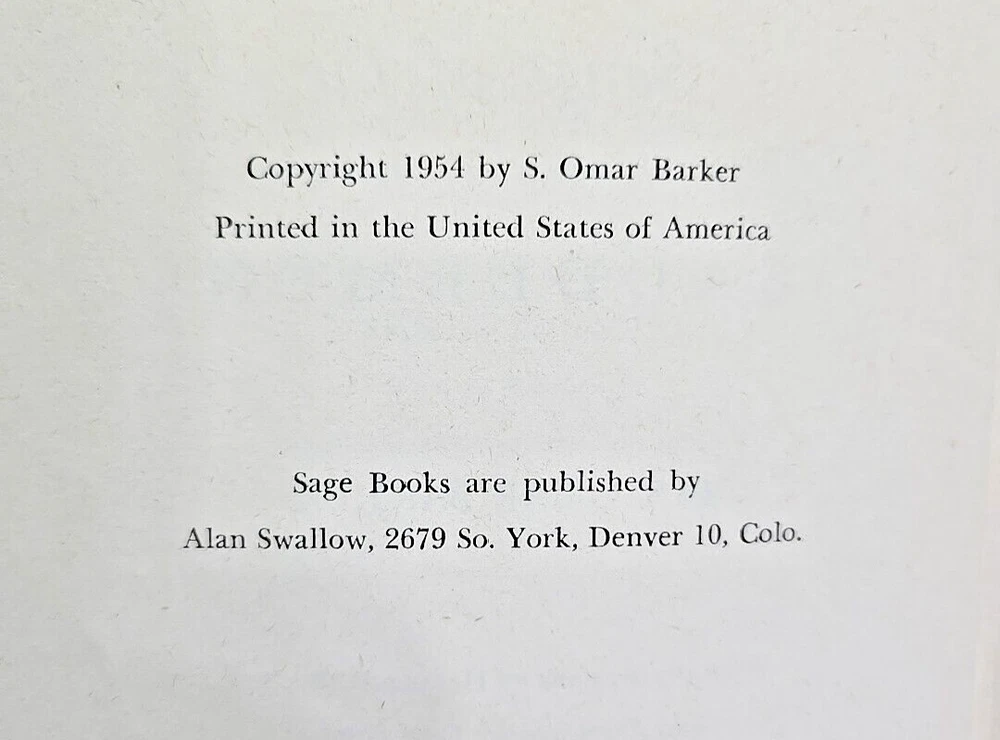 Copyright 1954 by S. Omar Barker
Printed in the United States of America
Sage Books are published by
Alan Swallow, 2679 So. York, Denver 10, Colo.